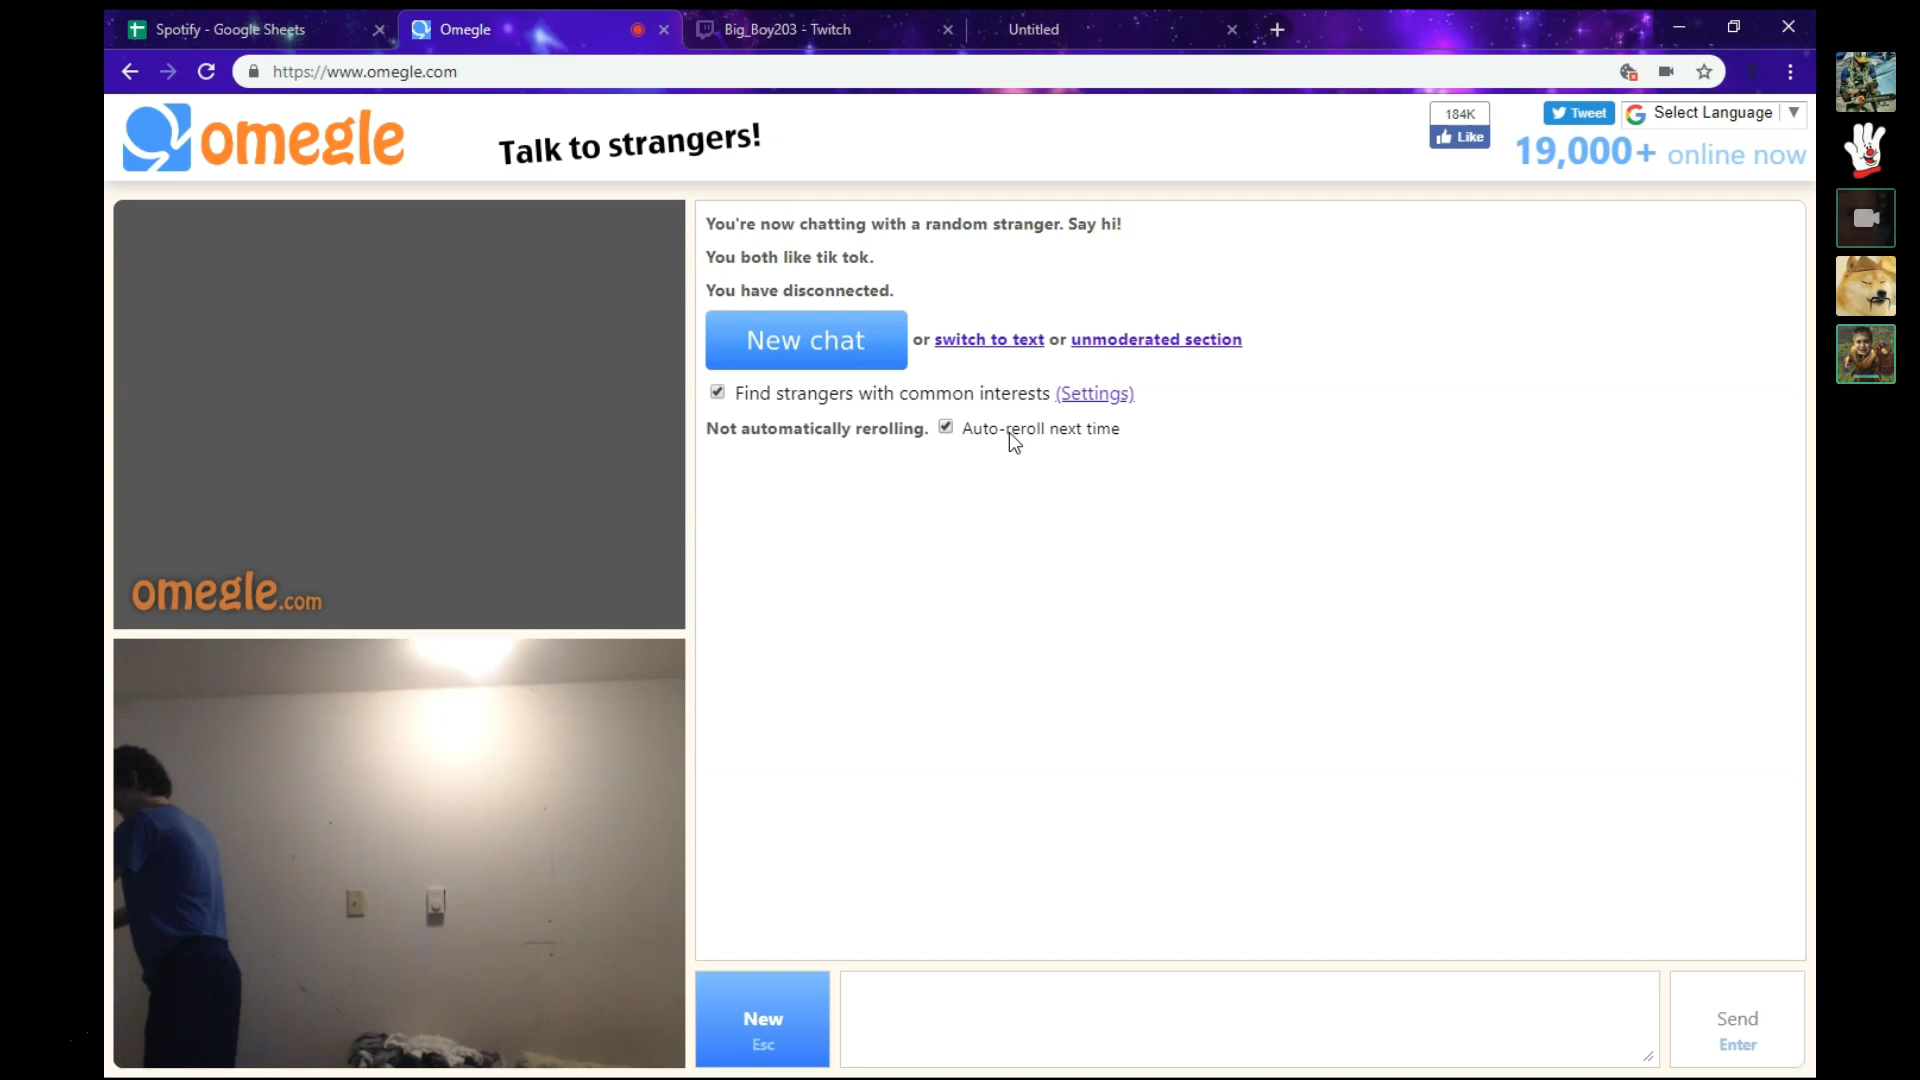 Spotify - Google Sheets
Omegle
Big_Boy203 - Twitch
Untitled
https://www.omegle.com
omegle
Talk to strangers!
184K
Like
Tweet
Select Language
19,000+ online now
You're now chatting with a random stranger. Say hi!
You both like tik tok.
You have disconnected.
New chat or switch to text or unmoderated section
Find strangers with common interests (Settings)
Not automatically rerolling. Auto-reroll next time
omegle.com
New
Esc
Send
Enter